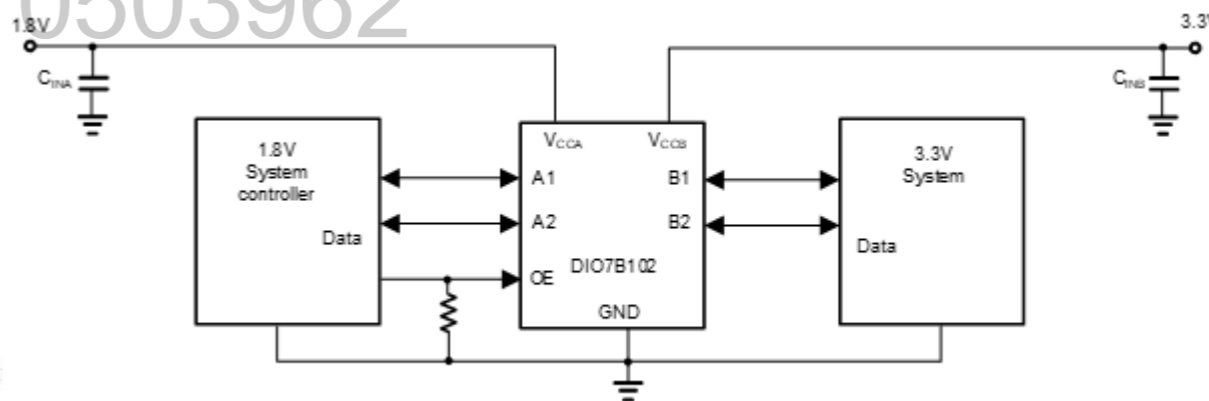 0503962
1.8V
3.3V
CINA
CINB
1.8V
System
controller
Data
VCCA
VCCB
A1
B1
A2
B2
DIO7B102
OE
GND
3.3V
System
Data